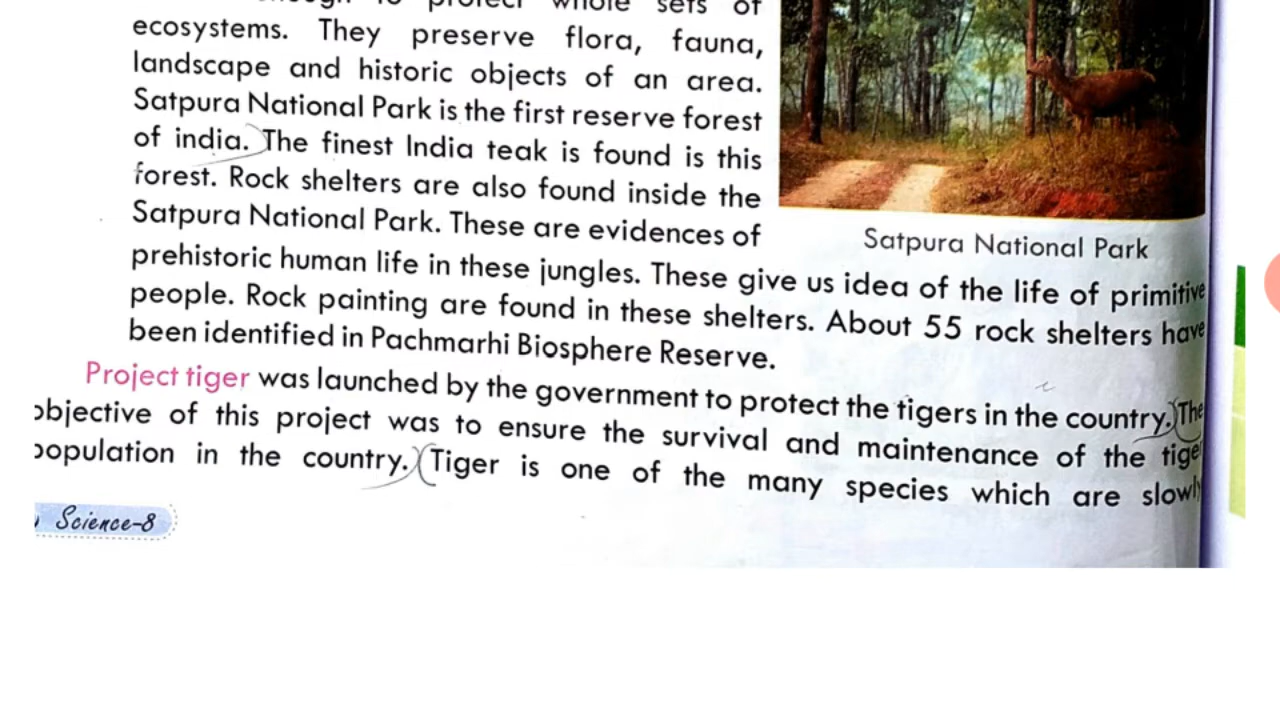 to protect whole sets of
ecosystems. They preserve flora, fauna,
landscape and historic objects of an area.
Satpura National Park is the first reserve forest
of india. The finest India teak is found is this
forest. Rock shelters are also found inside the
Satpura National Park. These are evidences of
Satpura National Park
prehistoric human life in these jungles. These give us idea of the life of primitive
people. Rock painting are found in these shelters. About 55 rock shelters have
been identified in Pachmarhi Biosphere Reserve.
Project tiger was launched by the government to protect the tigers in the country. The
objective of this project was to ensure the survival and maintenance of the tiger
population in the country. Tiger is one of the many species which are slowly
Science-8